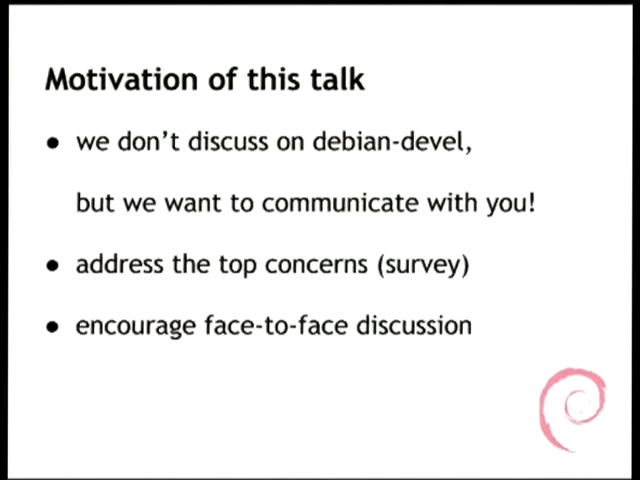 Motivation of this talk
● we don't discuss on debian-devel,
but we want to communicate with you!
● address the top concerns (survey)
● encourage face-to-face discussion